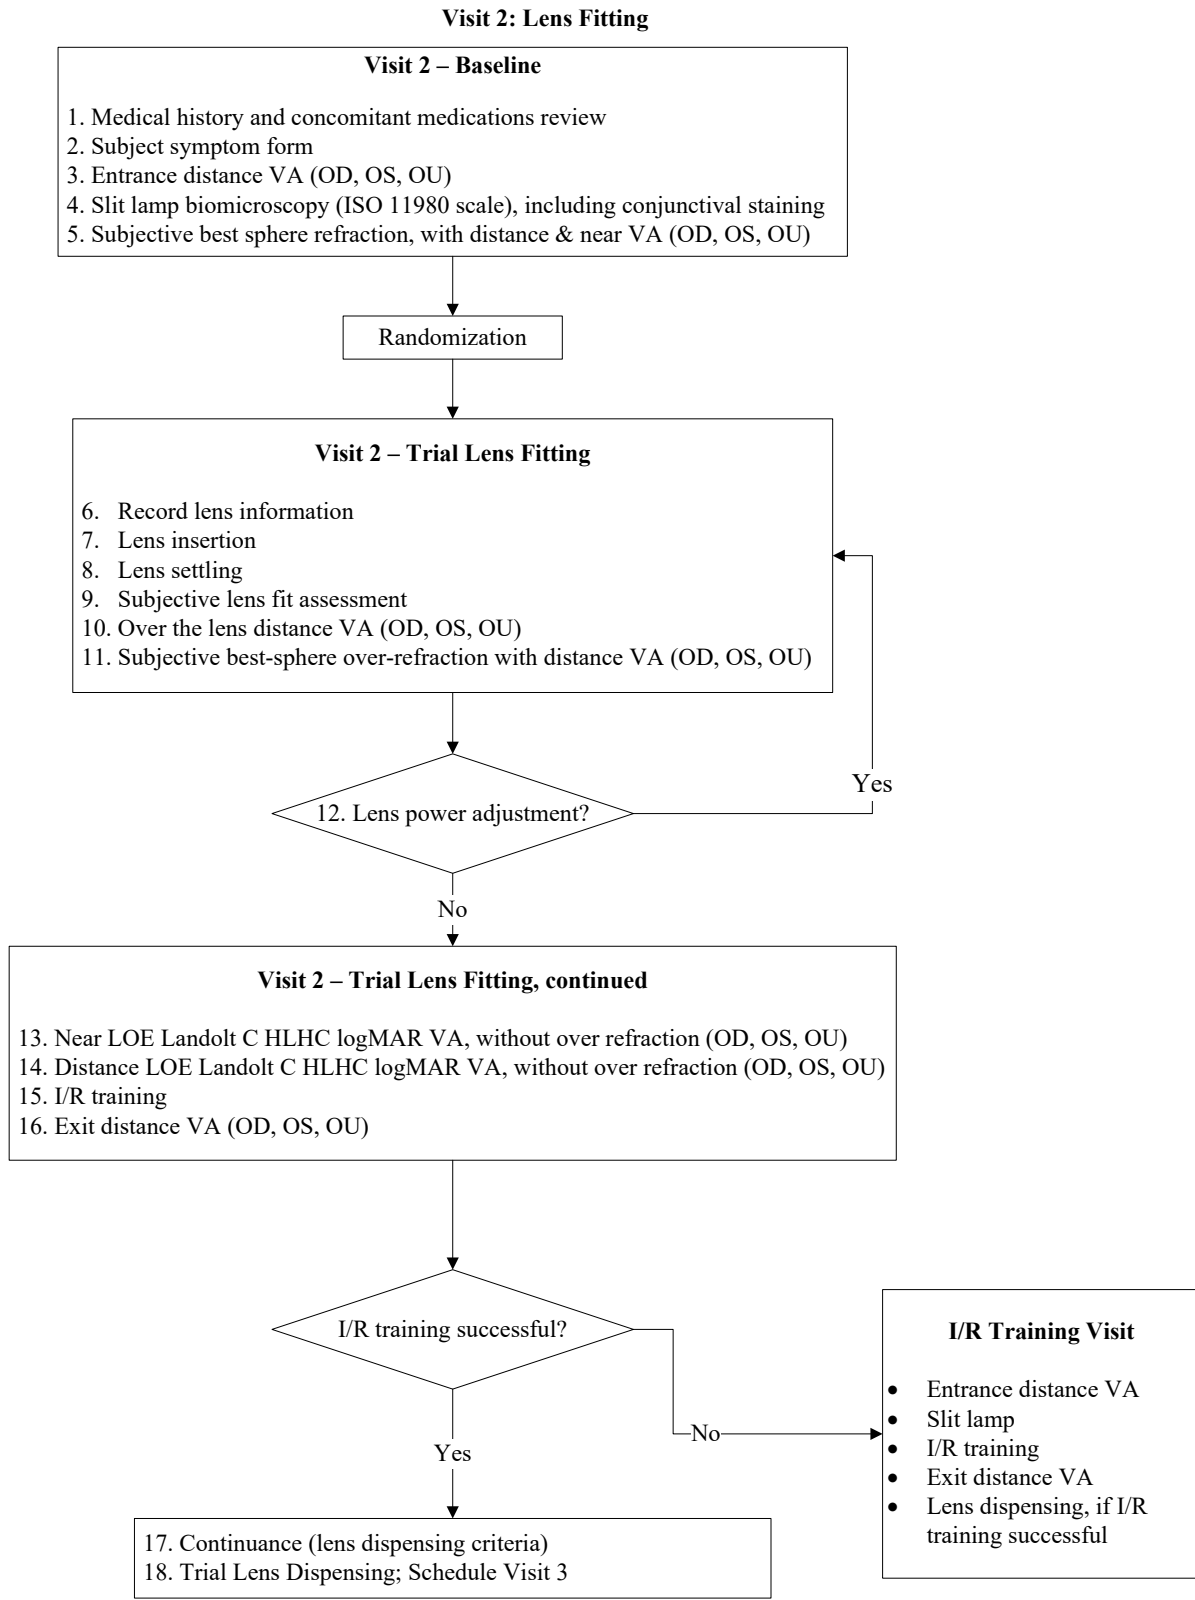 Visit 2: Lens Fitting
Visit 2 – Baseline
1. Medical history and concomitant medications review
2. Subject symptom form
3. Entrance distance VA (OD, OS, OU)
4. Slit lamp biomicroscopy (ISO 11980 scale), including conjunctival staining
5. Subjective best sphere refraction, with distance & near VA (OD, OS, OU)
Randomization
Visit 2 – Trial Lens Fitting
6. Record lens information
7. Lens insertion
8. Lens settling
9. Subjective lens fit assessment
10. Over the lens distance VA (OD, OS, OU)
11. Subjective best-sphere over-refraction with distance VA (OD, OS, OU)
Yes
12. Lens power adjustment?
No
Visit 2 – Trial Lens Fitting, continued
13. Near LOE Landolt C HLHC logMAR VA, without over refraction (OD, OS, OU)
14. Distance LOE Landolt C HLHC logMAR VA, without over refraction (OD, OS, OU)
15. I/R training
16. Exit distance VA (OD, OS, OU)
I/R training successful?
No
Yes
I/R Training Visit
• Entrance distance VA
• Slit lamp
• I/R training
• Exit distance VA
• Lens dispensing, if I/R
training successful
17. Continuance (lens dispensing criteria)
18. Trial Lens Dispensing; Schedule Visit 3